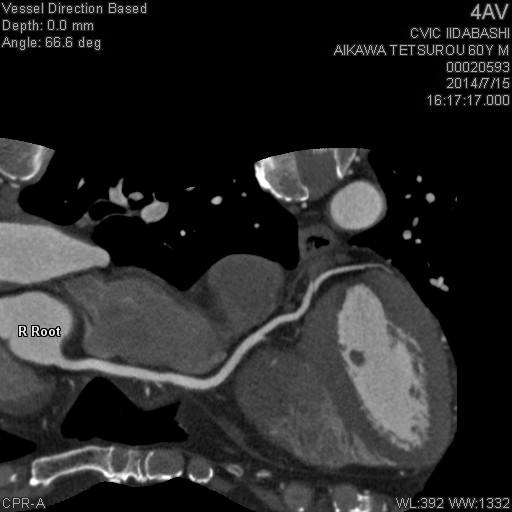 Vessel Direction Based
Depth: 0.0 mm
Angle: 66.6 deg
4AV
CVIC IIDABASHI
AIKAWA TETSUROU 60Y M
00020593
2014/7/15
16:17:17.000
R Root
CPR-A
WL:392 WW:1332